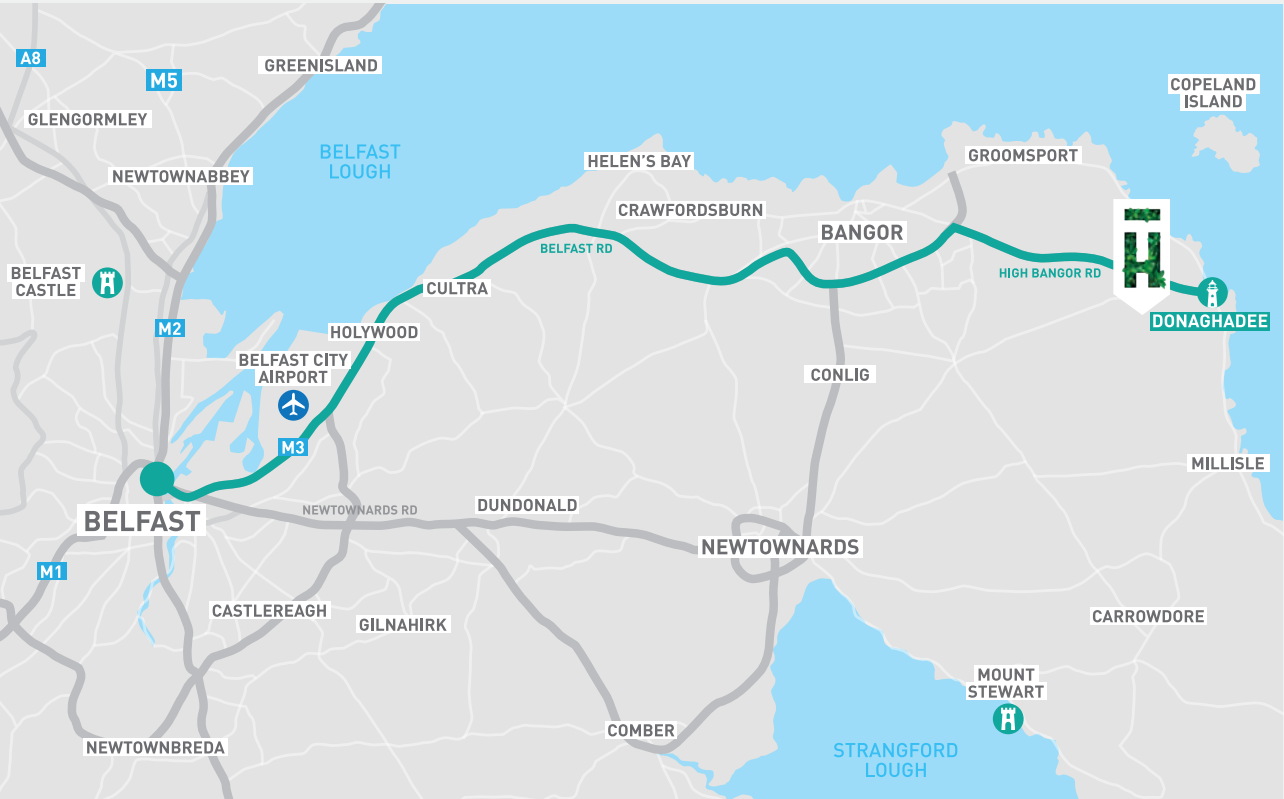 A8
M5
GREENISLAND
COPELAND
ISLAND
GLENGORMLEY
BELFAST
LOUGH
HELEN'S BAY
GROOMSPORT
NEWTOWNABBEY
CRAWFORDSBURN
BANGOR
BELFAST RD
BELFAST
CASTLE
CULTRA
HIGH BANGOR RD
DONAGHADEE
M2
HOLYWOOD
BELFAST CITY
AIRPORT
CONLIG
M3
MILLISLE
BELFAST
NEWTOWNARDS RD
DUNDONALD
NEWTOWNARDS
M1
CASTLEREAGH
GILNAHIRK
CARROWDORE
MOUNT
STEWART
COMBER
NEWTOWNBREDA
STRANGFORD
LOUGH